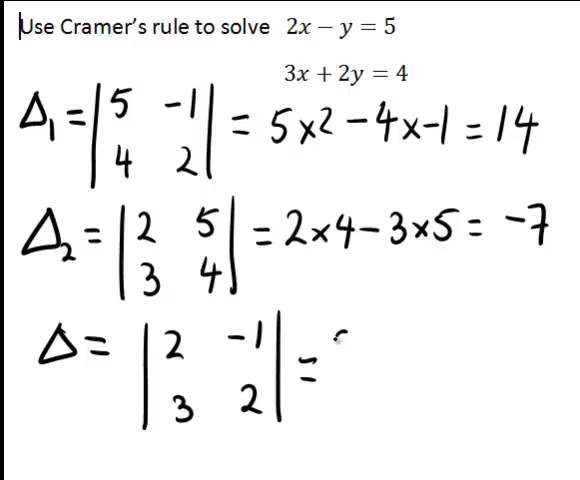 Use Cramer's rule to solve 2x − y = 5
3x + 2y = 4
Δ₁ = |5 -1; 4 2| = 5×2 − 4×-1 = 14
Δ₂ = |2 5; 3 4| = 2×4 − 3×5 = -7
Δ = |2 -1; 3 2| =